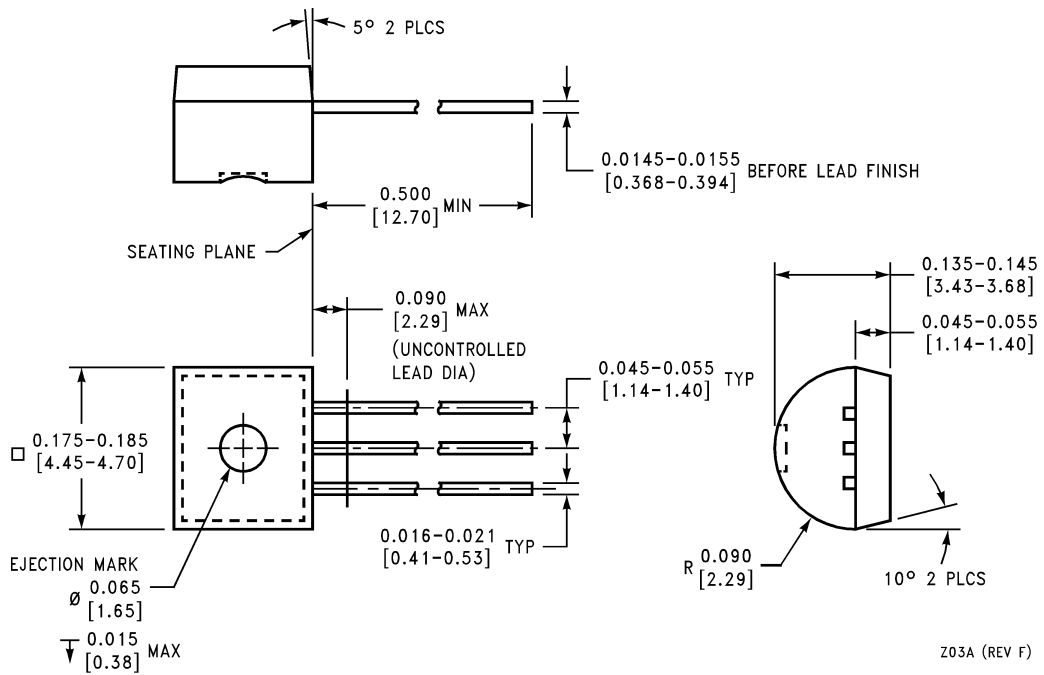 5° 2 PLCS
0.0145-0.0155
[0.368-0.394]
BEFORE LEAD FINISH
0.500
[12.70]
MIN
SEATING PLANE
0.090
[2.29]
MAX
(UNCONTROLLED
LEAD DIA)
0.135-0.145
[3.43-3.68]
0.045-0.055
[1.14-1.40]
0.045-0.055
[1.14-1.40]
TYP
□ 0.175-0.185
[4.45-4.70]
0.016-0.021
[0.41-0.53]
TYP
EJECTION MARK
Ø 0.065
[1.65]
↧ 0.015
[0.38]
MAX
R 0.090
[2.29]
10° 2 PLCS
Z03A (REV F)